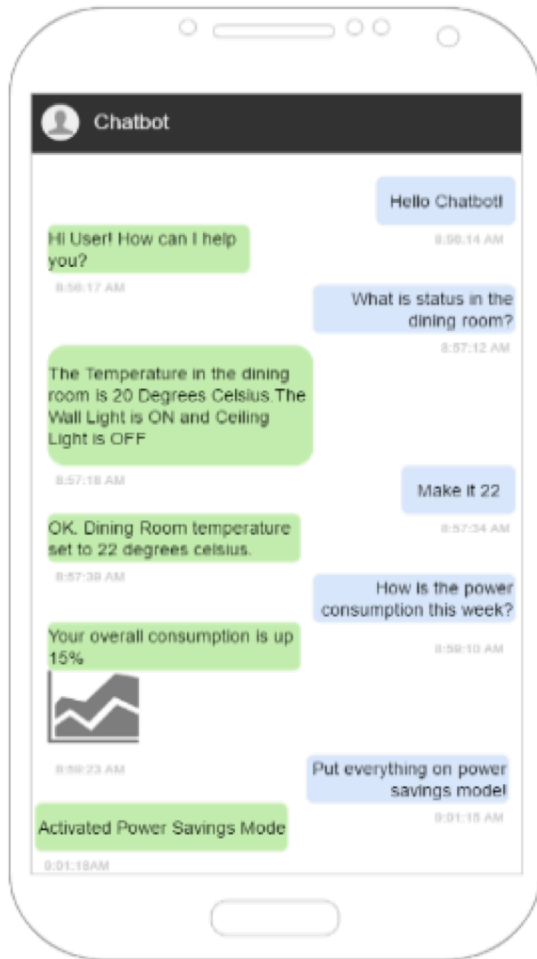 Chatbot
Hello Chatbot!
8:56:14 AM
Hi User! How can I help
you?
8:56:17 AM
What is status in the
dining room?
8:57:12 AM
The Temperature in the dining
room is 20 Degrees Celsius.The
Wall Light is ON and Ceiling
Light is OFF
8:57:18 AM
Make it 22
8:57:34 AM
OK. Dining Room temperature
set to 22 degrees celsius.
8:57:39 AM
How is the power
consumption this week?
8:59:10 AM
Your overall consumption is up
15%
8:59:23 AM
Put everything on power
savings mode!
9:01:15 AM
Activated Power Savings Mode
9:01:18AM